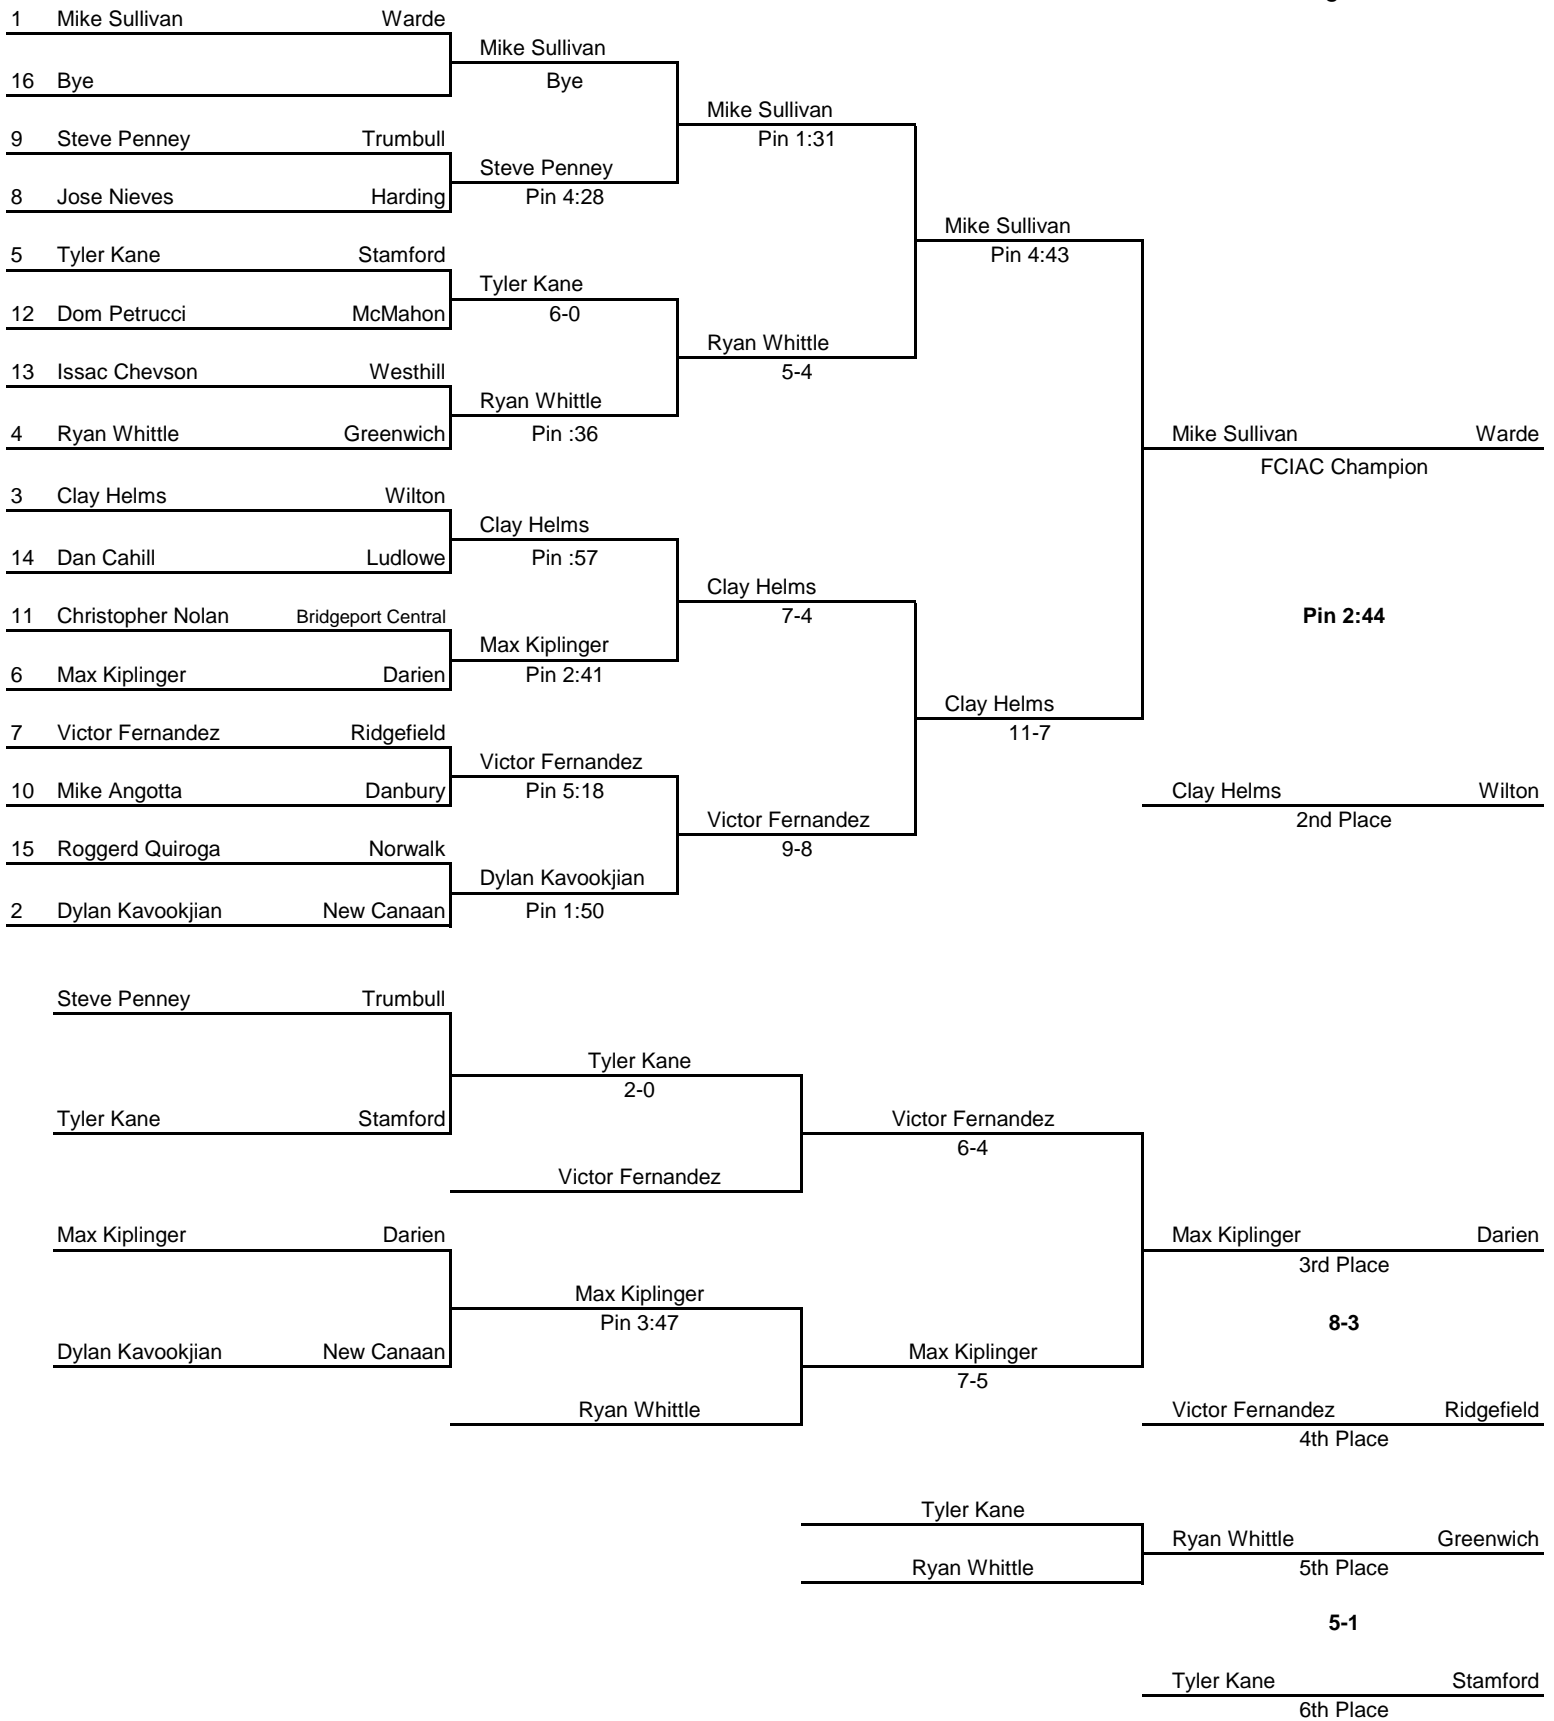 1 Mike Sullivan Warde
Mike Sullivan
16 Bye
Bye
Mike Sullivan
Pin 1:31
9 Steve Penney Trumbull
Steve Penney
8 Jose Nieves Harding
Pin 4:28
Mike Sullivan
Pin 4:43
5 Tyler Kane Stamford
Tyler Kane
12 Dom Petrucci McMahon
6-0
Ryan Whittle
5-4
13 Issac Chevson Westhill
Ryan Whittle
4 Ryan Whittle Greenwich
Pin :36
Mike Sullivan Warde
FCIAC Champion
3 Clay Helms Wilton
Clay Helms
14 Dan Cahill Ludlowe
Pin :57
Clay Helms
7-4
11 Christopher Nolan Bridgeport Central
Pin 2:44
Max Kiplinger
6 Max Kiplinger Darien
Pin 2:41
Clay Helms
11-7
7 Victor Fernandez Ridgefield
Victor Fernandez
10 Mike Angotta Danbury
Pin 5:18
Clay Helms Wilton
2nd Place
Victor Fernandez
9-8
15 Roggerd Quiroga Norwalk
Dylan Kavookjian
2 Dylan Kavookjian New Canaan
Pin 1:50
Steve Penney Trumbull
Tyler Kane
2-0
Tyler Kane Stamford
Victor Fernandez
6-4
Victor Fernandez
Max Kiplinger Darien
Max Kiplinger Darien
3rd Place
Max Kiplinger
Pin 3:47
8-3
Dylan Kavookjian New Canaan
Max Kiplinger
7-5
Ryan Whittle
Victor Fernandez Ridgefield
4th Place
Tyler Kane
Ryan Whittle Greenwich
Ryan Whittle
5th Place
5-1
Tyler Kane Stamford
6th Place